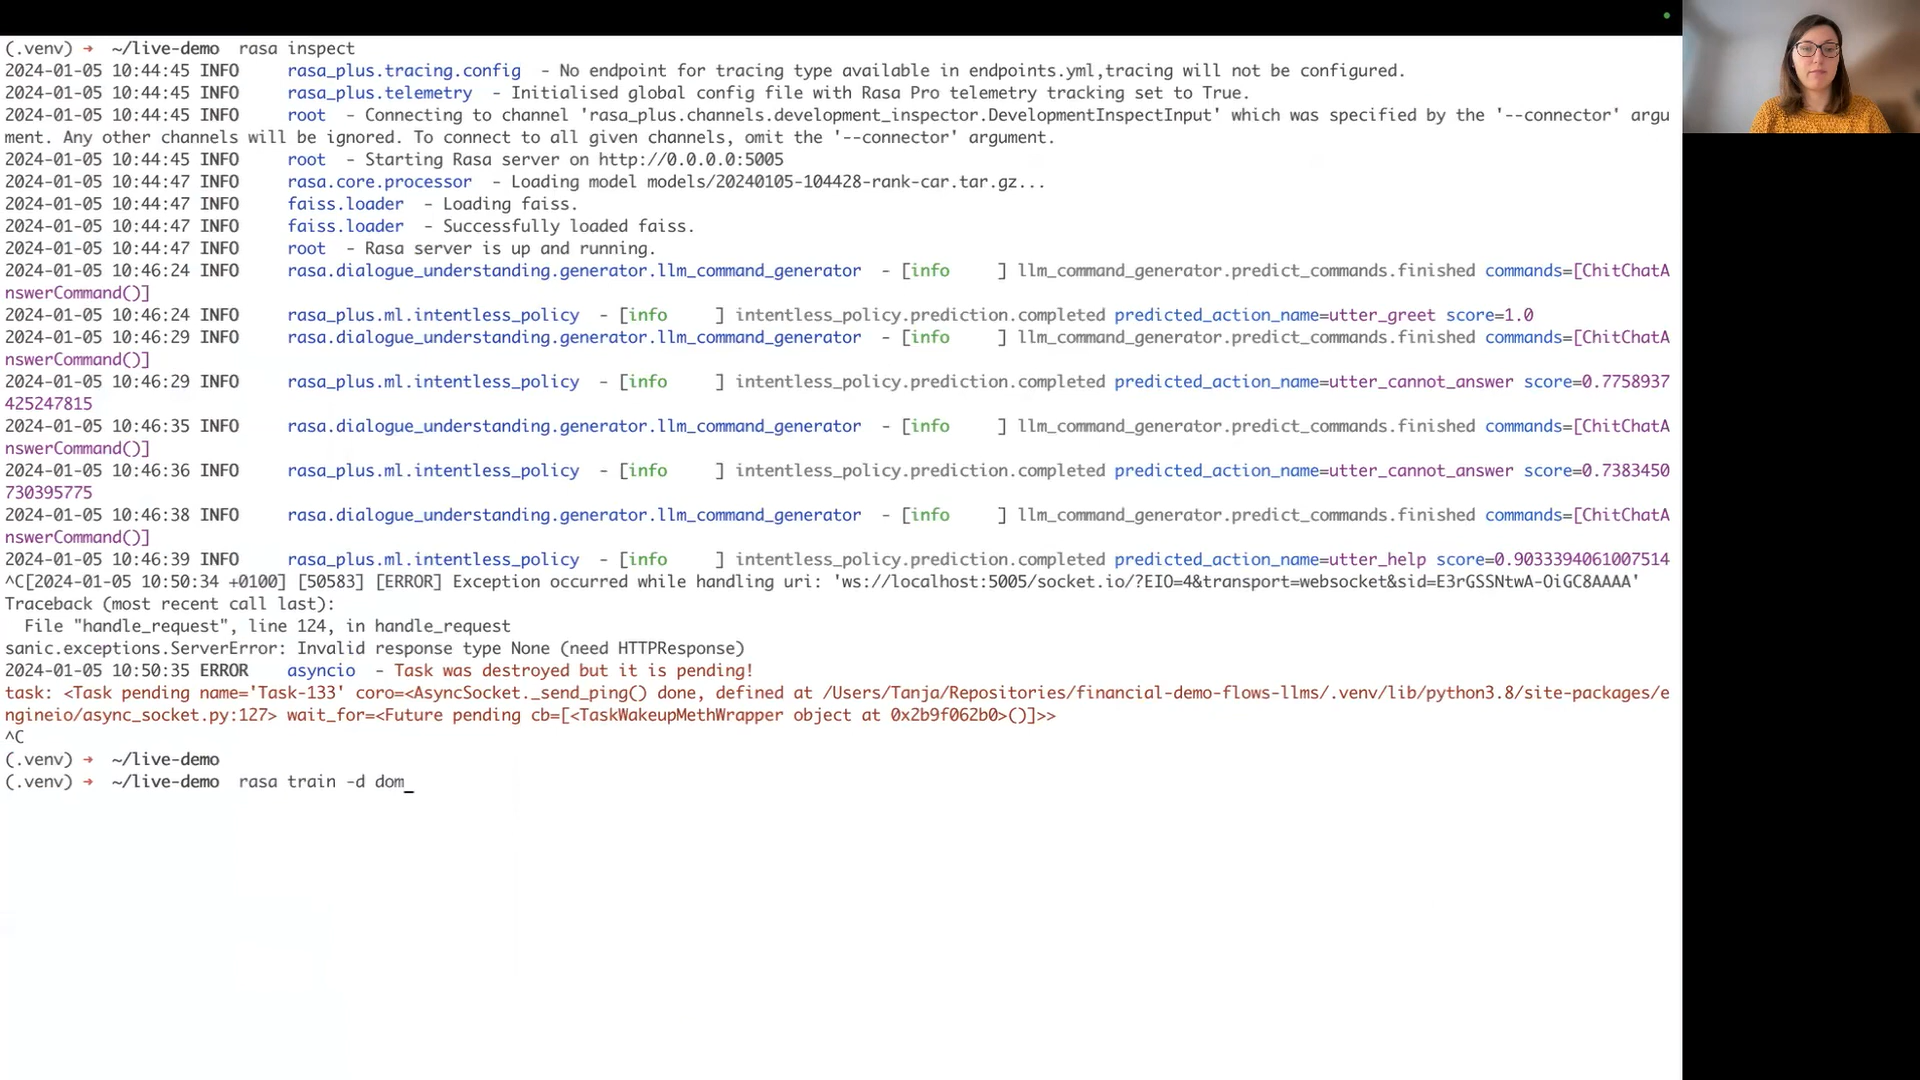 (.venv) → ~/live-demo rasa inspect
2024-01-05 10:44:45 INFO rasa_plus.tracing.config - No endpoint for tracing type available in endpoints.yml,tracing will not be configured.
2024-01-05 10:44:45 INFO rasa_plus.telemetry - Initialised global config file with Rasa Pro telemetry tracking set to True.
2024-01-05 10:44:45 INFO root - Connecting to channel 'rasa_plus.channels.development_inspector.DevelopmentInspectInput' which was specified by the '--connector' argu
ment. Any other channels will be ignored. To connect to all given channels, omit the '--connector' argument.
2024-01-05 10:44:45 INFO root - Starting Rasa server on http://0.0.0.0:5005
2024-01-05 10:44:47 INFO rasa.core.processor - Loading model models/20240105-104428-rank-car.tar.gz...
2024-01-05 10:44:47 INFO faiss.loader - Loading faiss.
2024-01-05 10:44:47 INFO faiss.loader - Successfully loaded faiss.
2024-01-05 10:44:47 INFO root - Rasa server is up and running.
2024-01-05 10:46:24 INFO rasa.dialogue_understanding.generator.llm_command_generator - [info ] llm_command_generator.predict_commands.finished commands=[ChitChatA
nswerCommand()]
2024-01-05 10:46:24 INFO rasa_plus.ml.intentless_policy - [info ] intentless_policy.prediction.completed predicted_action_name=utter_greet score=1.0
2024-01-05 10:46:29 INFO rasa.dialogue_understanding.generator.llm_command_generator - [info ] llm_command_generator.predict_commands.finished commands=[ChitChatA
nswerCommand()]
2024-01-05 10:46:29 INFO rasa_plus.ml.intentless_policy - [info ] intentless_policy.prediction.completed predicted_action_name=utter_cannot_answer score=0.7758937
425247815
2024-01-05 10:46:35 INFO rasa.dialogue_understanding.generator.llm_command_generator - [info ] llm_command_generator.predict_commands.finished commands=[ChitChatA
nswerCommand()]
2024-01-05 10:46:36 INFO rasa_plus.ml.intentless_policy - [info ] intentless_policy.prediction.completed predicted_action_name=utter_cannot_answer score=0.7383450
730395775
2024-01-05 10:46:38 INFO rasa.dialogue_understanding.generator.llm_command_generator - [info ] llm_command_generator.predict_commands.finished commands=[ChitChatA
nswerCommand()]
2024-01-05 10:46:39 INFO rasa_plus.ml.intentless_policy - [info ] intentless_policy.prediction.completed predicted_action_name=utter_help score=0.9033394061007514
^C[2024-01-05 10:50:34 +0100] [50583] [ERROR] Exception occurred while handling uri: 'ws://localhost:5005/socket.io/?EIO=4&transport=websocket&sid=E3rGSSNtwA-OiGC8AAAA'
Traceback (most recent call last):
File "handle_request", line 124, in handle_request
sanic.exceptions.ServerError: Invalid response type None (need HTTPResponse)
2024-01-05 10:50:35 ERROR asyncio - Task was destroyed but it is pending!
task: <Task pending name='Task-133' coro=<AsyncSocket._send_ping() done, defined at /Users/Tanja/Repositories/financial-demo-flows-llms/.venv/lib/python3.8/site-packages/e
ngineio/async_socket.py:127> wait_for=<Future pending cb=[<TaskWakeupMethWrapper object at 0x2b9f062b0>()]>>
^C
(.venv) → ~/live-demo
(.venv) → ~/live-demo rasa train -d dom_